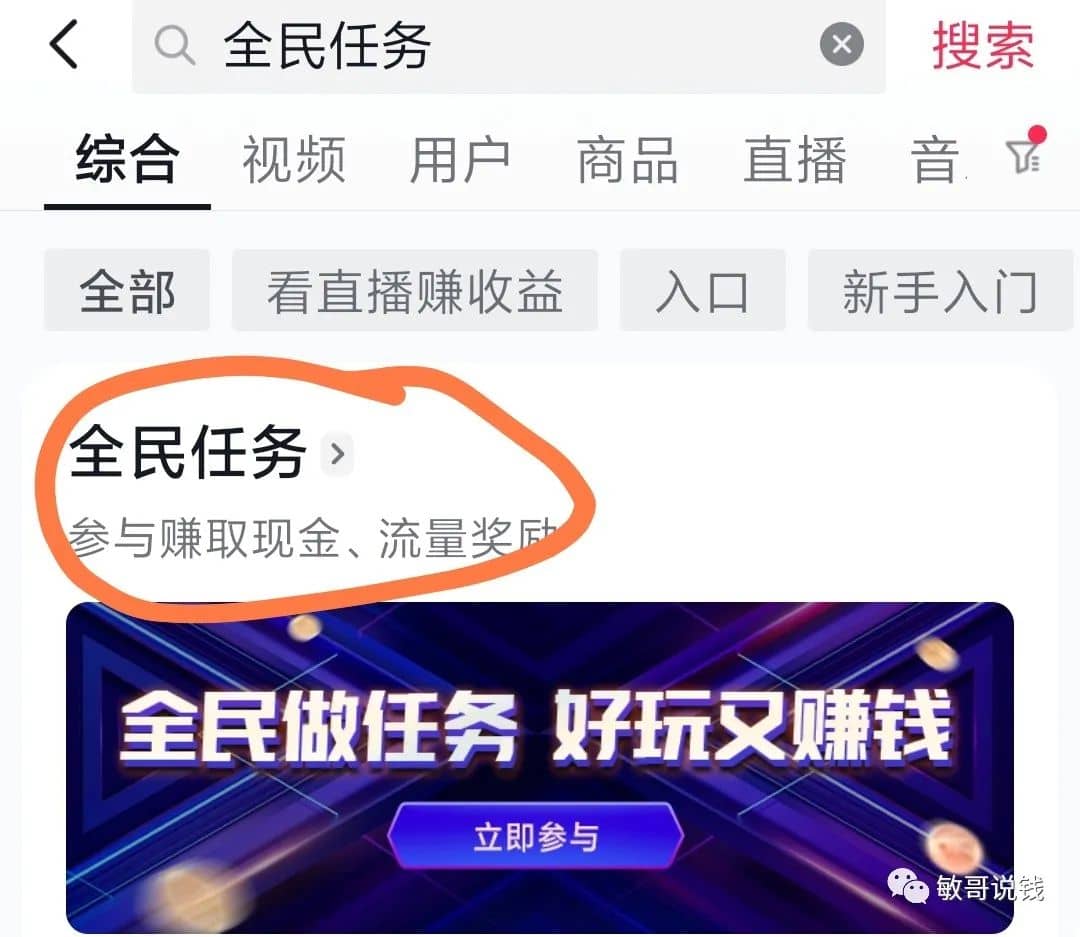 全民任务 搜索
综合 视频 用户 商品 直播 音
全部 看直播赚收益 入口 新手入门
全民任务
参与赚取现金、流量奖励
全民做任务 好玩又赚钱
立即参与
敏哥说钱